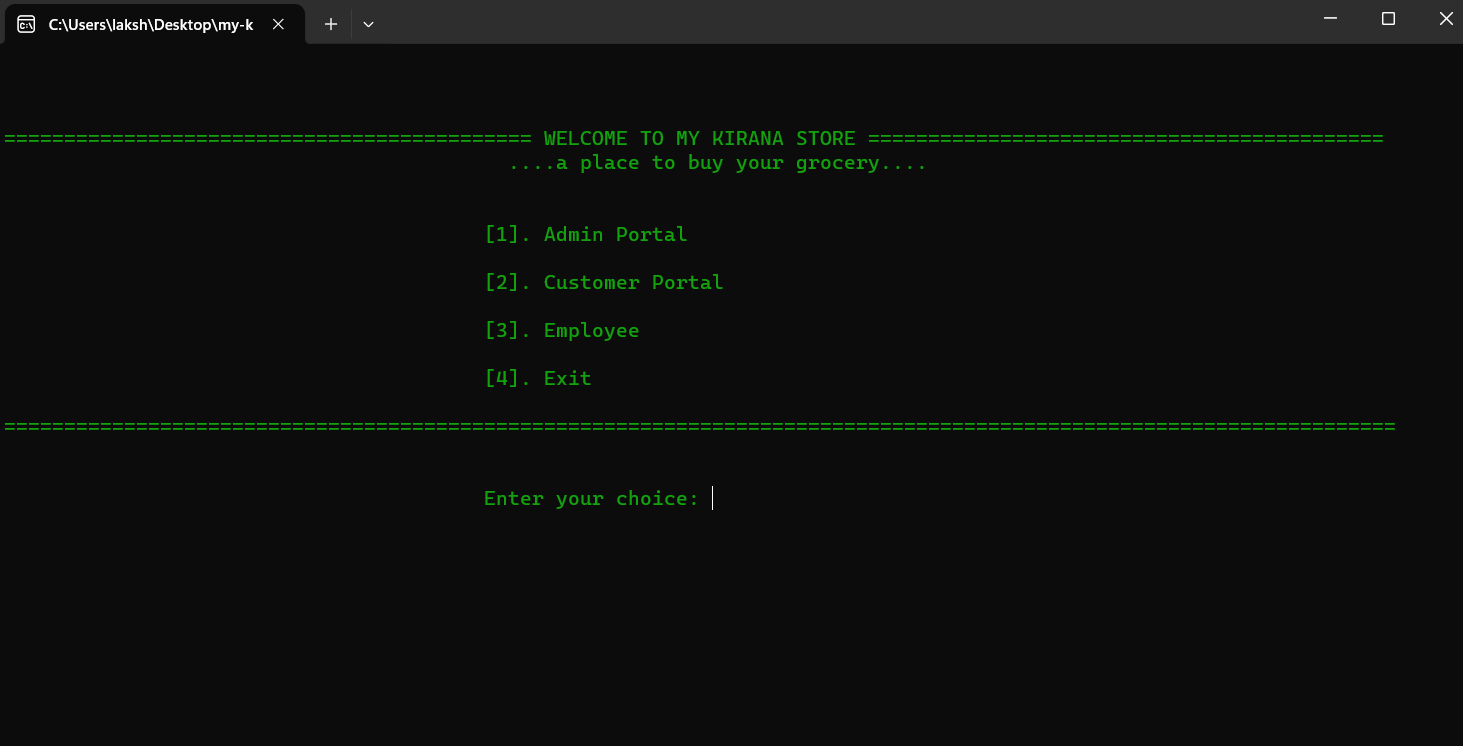 C:\Users\laksh\Desktop\my-k
============================================ WELCOME TO MY KIRANA STORE ===========================================
....a place to buy your grocery....
[1]. Admin Portal
[2]. Customer Portal
[3]. Employee
[4]. Exit
====================================================================================================================
Enter your choice: